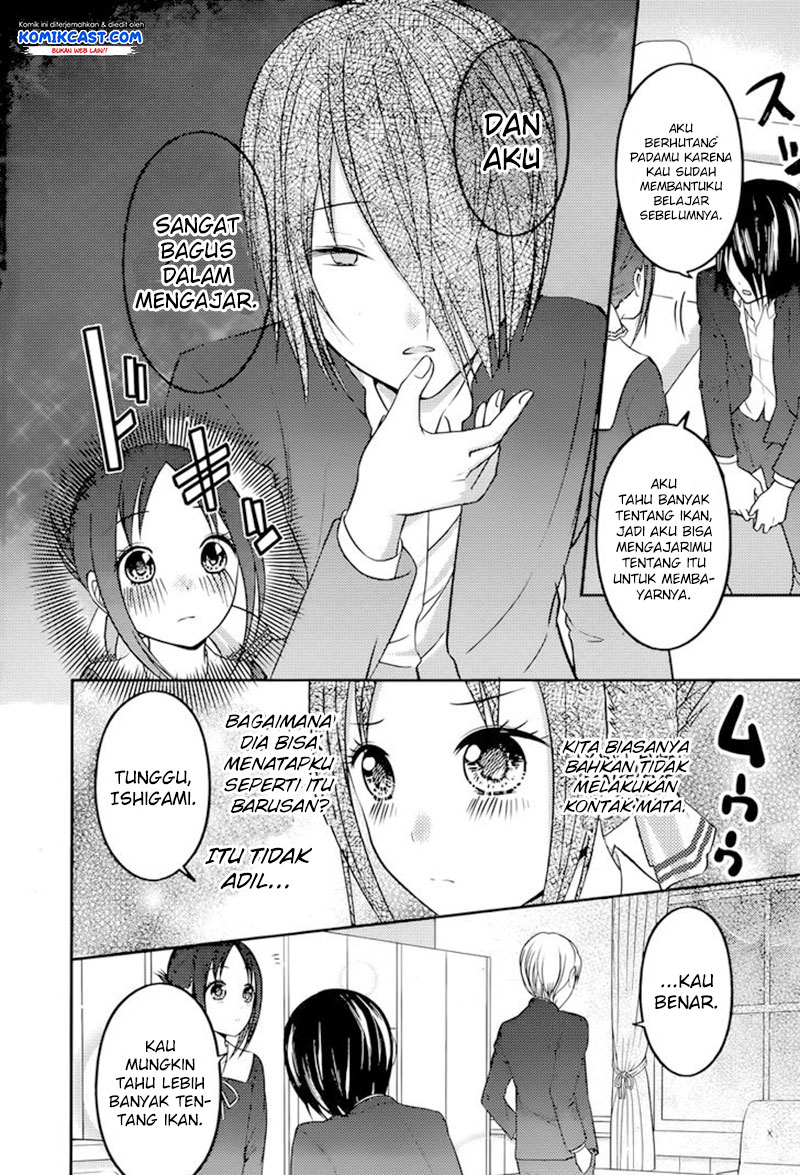 Komik ini diterjemahkan & diedit oleh
KOMIKCAST.COM
BUKAN WEB LAIN!!
AKU
BERHUTANG
PADAMU KARENA
KAU SUDAH
MEMBANTUKU
BELAJAR
SEBELUMNYA.
スッ
AKU
TAHU BANYAK
TENTANG IKAN,
JADI AKU BISA
MENGAJARIMU
TENTANG ITU
UNTUK MEMBA-
YARNYA.
DAN
AKU
SANGAT
BAGUS
DALAM
MENGAJAR.
KITA BIASANYA
BAHKAN TIDAK
MELAKUKAN
KONTAK MATA.
BAGAIMANA
DIA BISA
MENATAPKU
SEPERTI ITU
BARUSAN?
ITU TIDAK
ADIL...
TUNGGU,
ISHIGAMI.
...KAU
BENAR.
KAU
MUNGKIN
TAHU LEBIH
BANYAK TEN-
TANG IKAN.